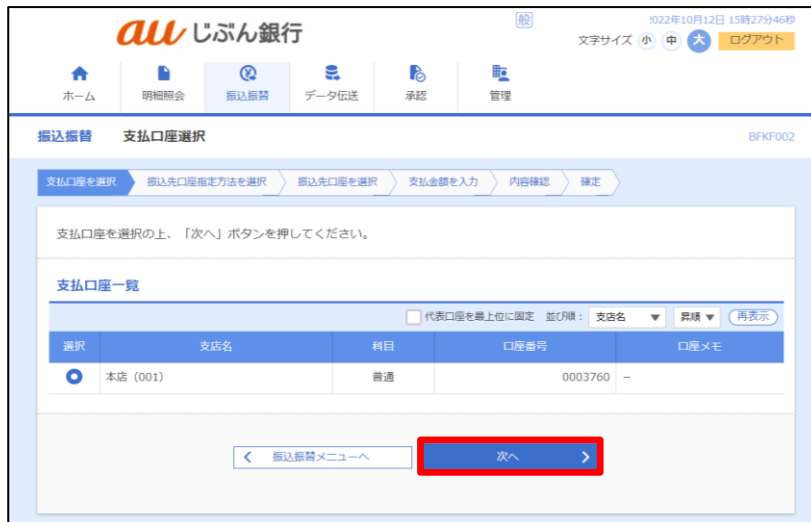 au じぶん銀行
般
2022年10月12日 15時27分46秒
文字サイズ 小 中 大 ログアウト
ホーム 明細照会 振込振替 データ伝送 承認 管理
振込振替 支払口座選択 BFKF002
支払口座を選択 振込先口座指定方法を選択 振込先口座を選択 支払金額を入力 内容確認 確定
支払口座を選択の上、「次へ」ボタンを押してください。
支払口座一覧
代表口座を最上位に固定 並び順： 支店名 ▼ 昇順 ▼ 再表示
選択 支店名 科目 口座番号 口座メモ
本店（001） 普通 0003760 －
振込振替メニューへ 次へ